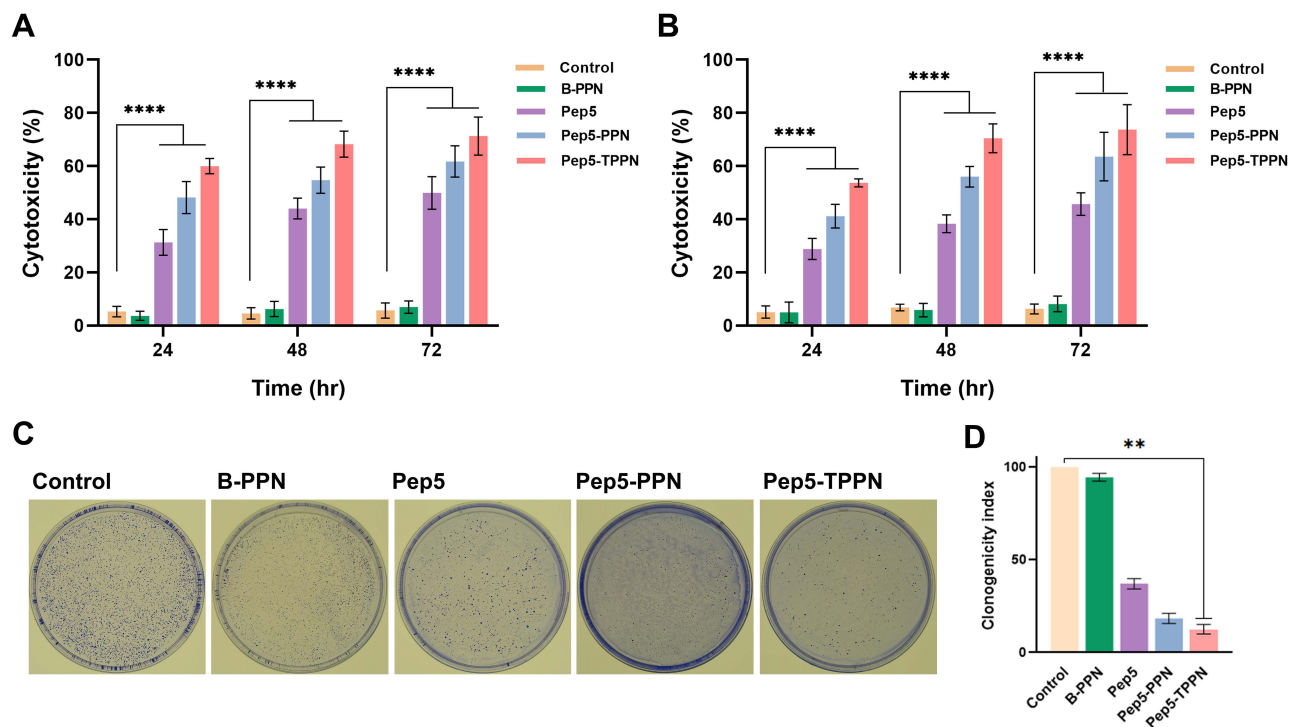 A
100
80
60
40
20
0
Cytotoxicity (%)
****
****
****
24
48
72
Time (hr)
Control
B-PPN
Pep5
Pep5-PPN
Pep5-TPPN
B
100
80
60
40
20
0
Cytotoxicity (%)
****
****
****
24
48
72
Time (hr)
Control
B-PPN
Pep5
Pep5-PPN
Pep5-TPPN
C
Control
B-PPN
Pep5
Pep5-PPN
Pep5-TPPN
D
**
100
50
0
Clonogenicity index
Control
B-PPN
Pep5
Pep5-PPN
Pep5-TPPN